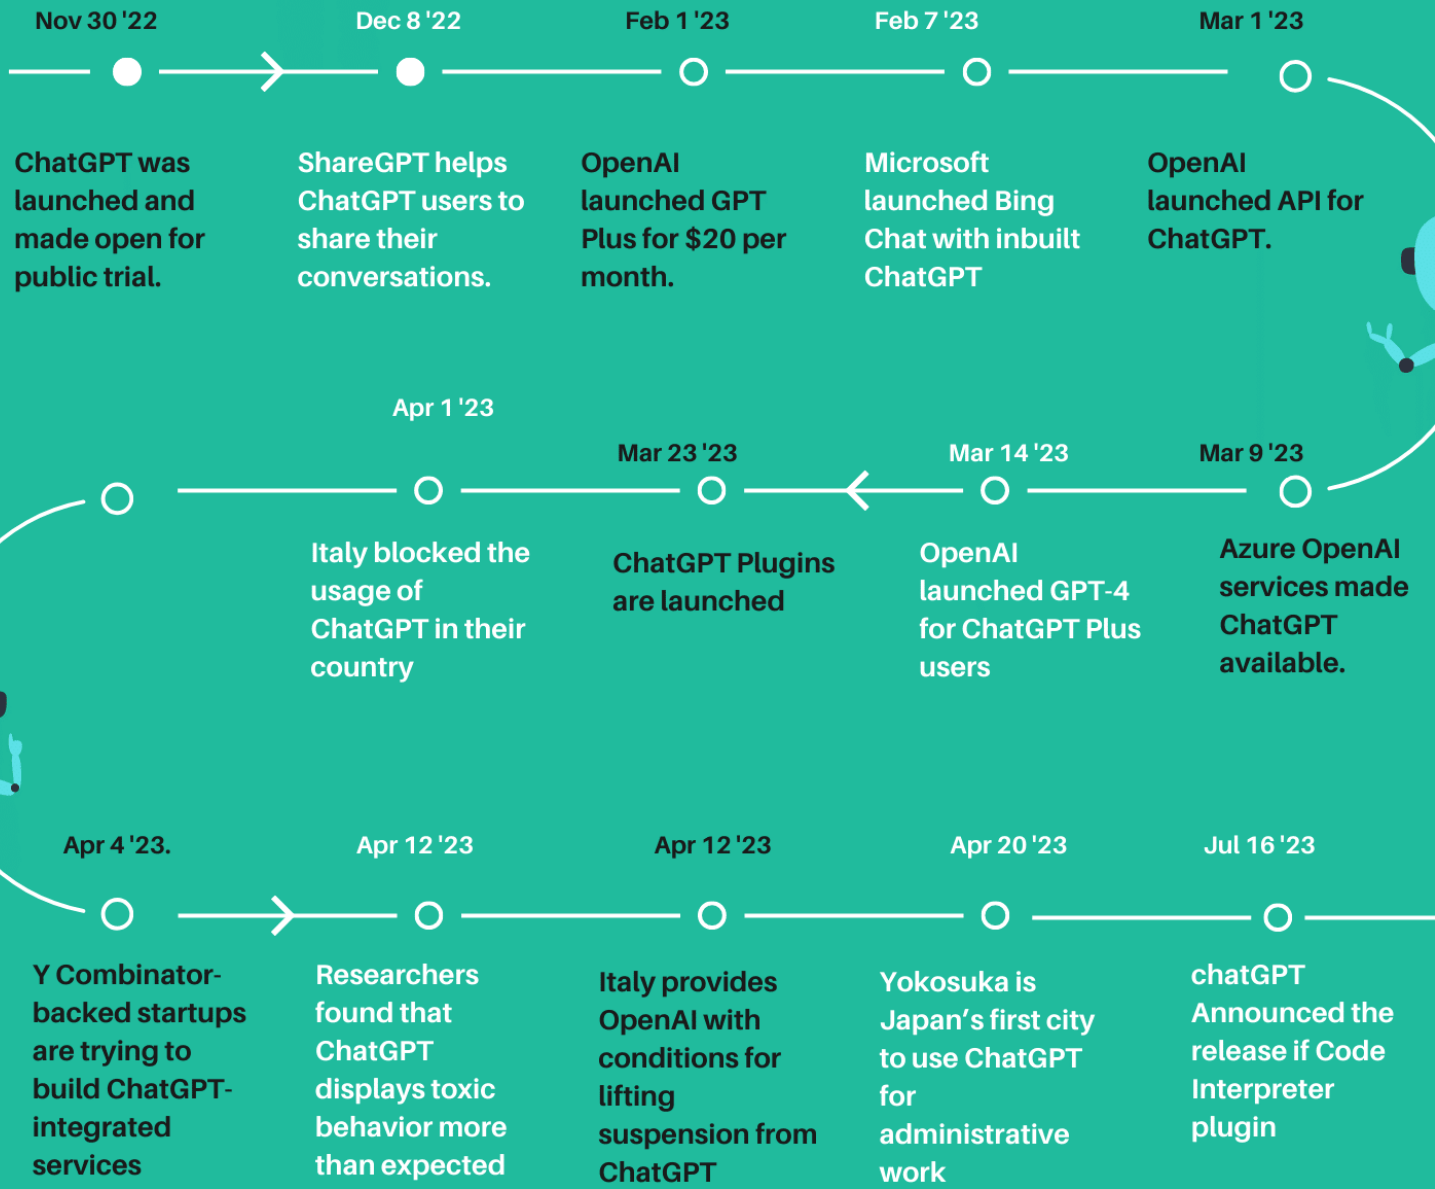 Nov 30 '22
ChatGPT was
launched and
made open for
public trial.
Dec 8 '22
ShareGPT helps
ChatGPT users to
share their
conversations.
Feb 1 '23
OpenAI
launched GPT
Plus for $20 per
month.
Feb 7 '23
Microsoft
launched Bing
Chat with inbuilt
ChatGPT
Mar 1 '23
OpenAI
launched API for
ChatGPT.
Mar 9 '23
Azure OpenAI
services made
ChatGPT
available.
Mar 14 '23
OpenAI
launched GPT-4
for ChatGPT Plus
users
Mar 23 '23
ChatGPT Plugins
are launched
Apr 1 '23
Italy blocked the
usage of
ChatGPT in their
country
Apr 4 '23.
Y Combinator-
backed startups
are trying to
build ChatGPT-
integrated
services
Apr 12 '23
Researchers
found that
ChatGPT
displays toxic
behavior more
than expected
Apr 12 '23
Italy provides
OpenAI with
conditions for
lifting
suspension from
ChatGPT
Apr 20 '23
Yokosuka is
Japan's first city
to use ChatGPT
for
administrative
work
Jul 16 '23
chatGPT
Announced the
release if Code
Interpreter
plugin